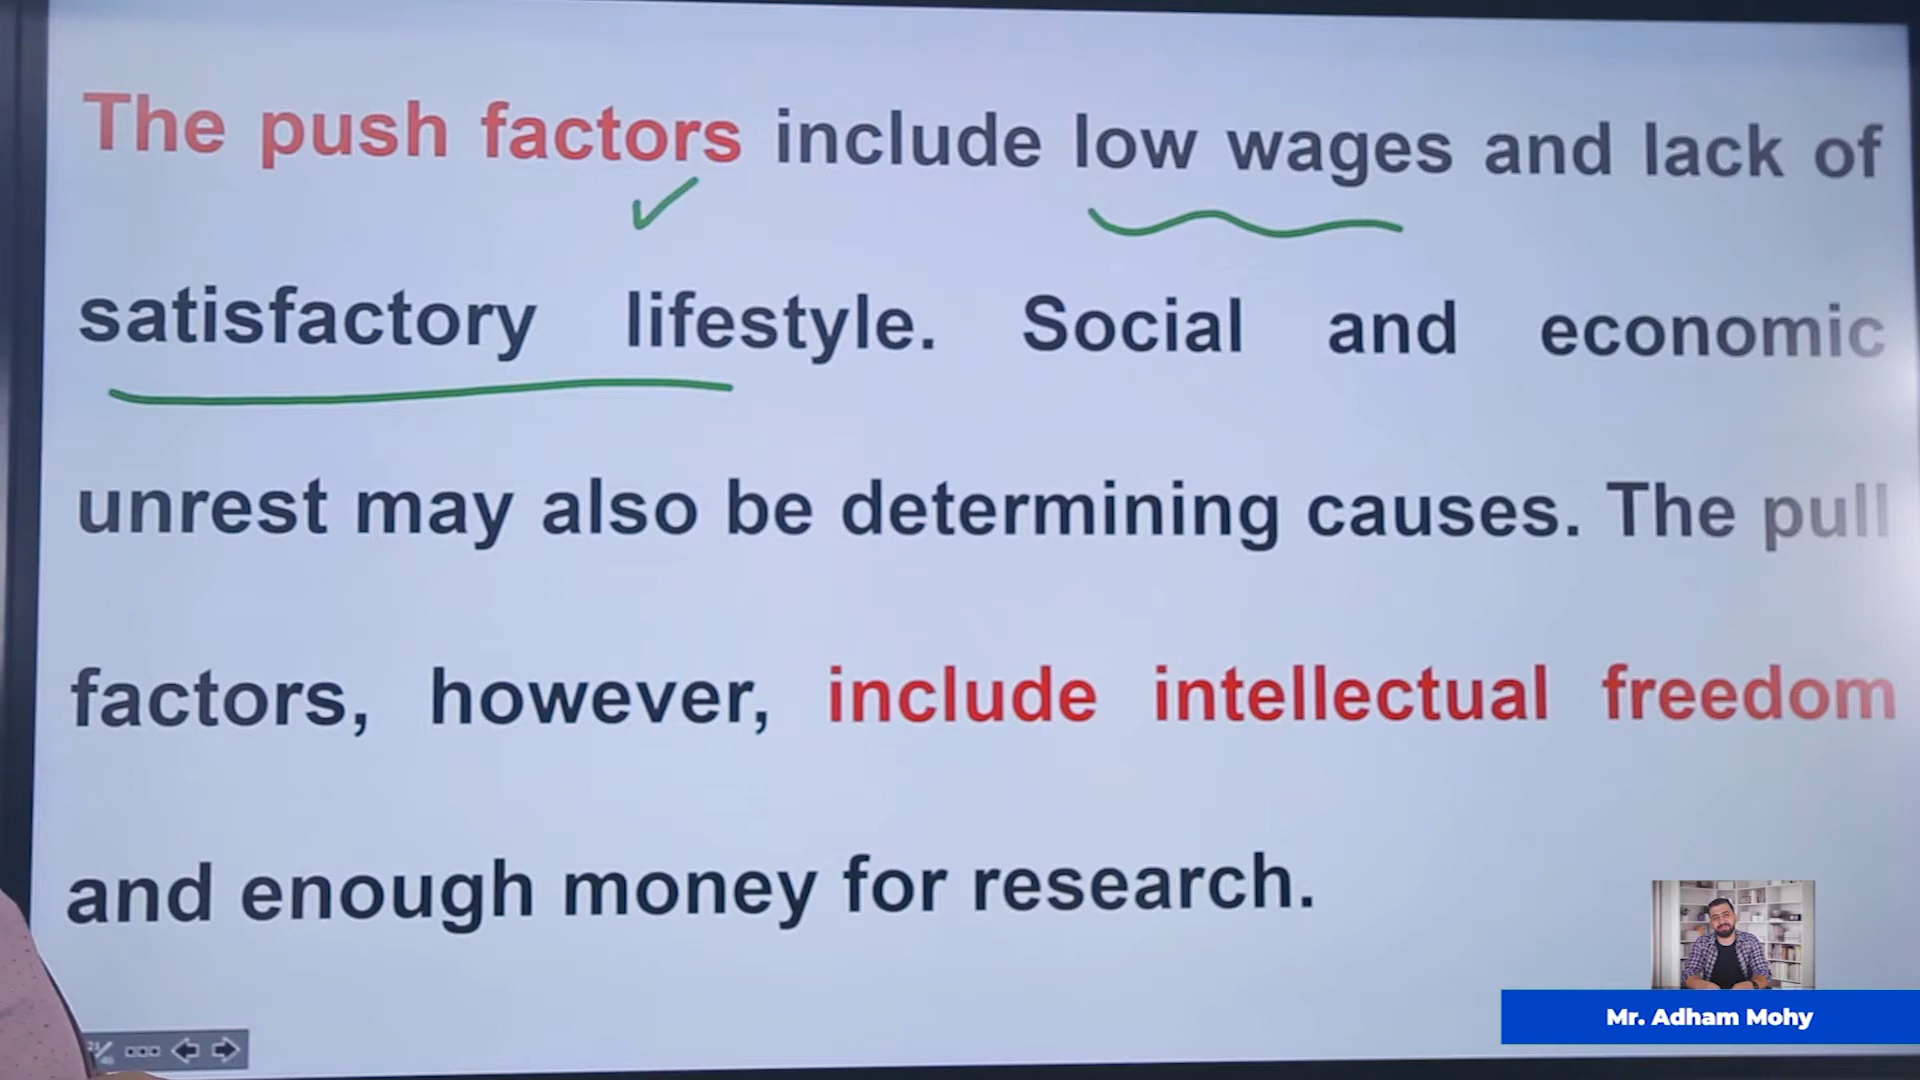 The push factors include low wages and lack of
satisfactory lifestyle. Social and economic
unrest may also be determining causes. The pull
factors, however, include intellectual freedom
and enough money for research.
Mr. Adham Mohy